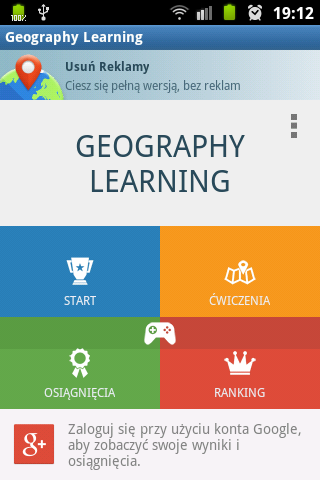 100%
19:12
Geography Learning
Usuń Reklamy
Ciesz się pełną wersją, bez reklam
GEOGRAPHY
LEARNING
START
ĆWICZENIA
OSIĄGNIĘCIA
RANKING
g+
Zaloguj się przy użyciu konta Google,
aby zobaczyć swoje wyniki i
osiągnięcia.